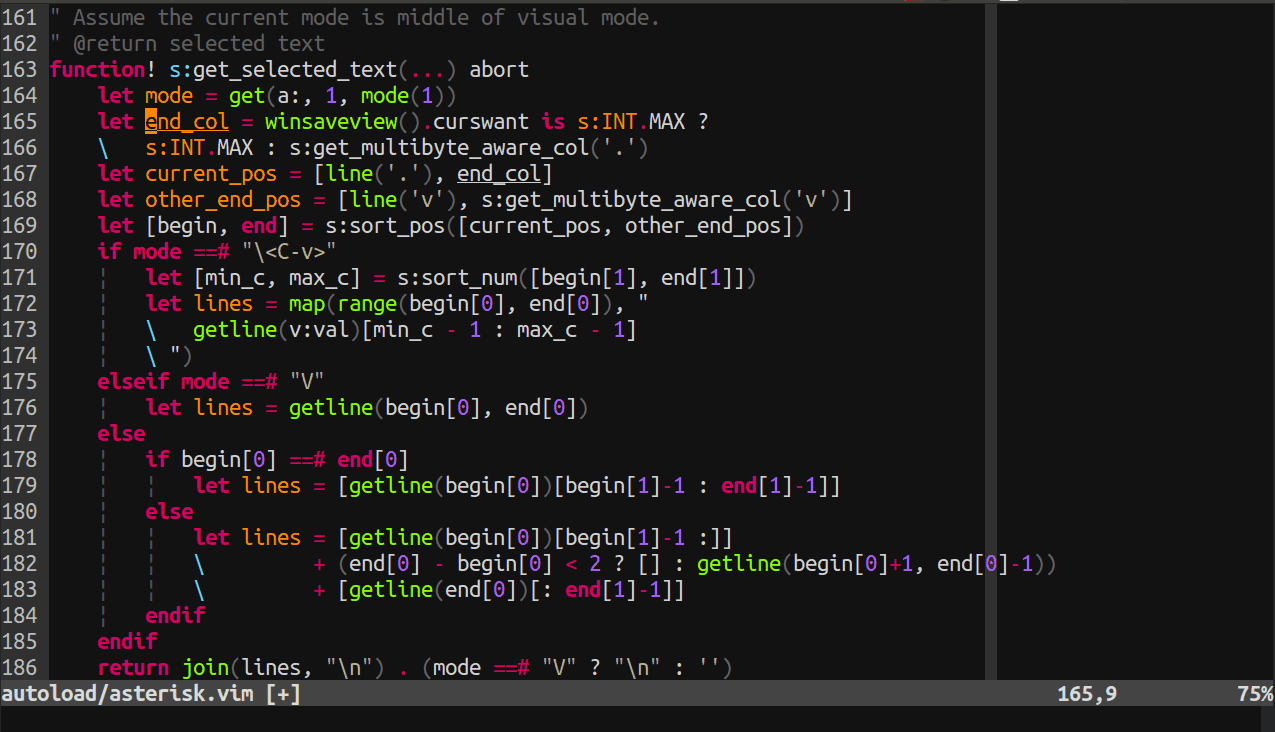 161 " Assume the current mode is middle of visual mode.
162 " @return selected text
163 function! s:get_selected_text(...) abort
164     let mode = get(a:, 1, mode(1))
165     let end_col = winsaveview().curswant is s:INT.MAX ?
166     \   s:INT.MAX : s:get_multibyte_aware_col('.')
167     let current_pos = [line('.'), end_col]
168     let other_end_pos = [line('v'), s:get_multibyte_aware_col('v')]
169     let [begin, end] = s:sort_pos([current_pos, other_end_pos])
170     if mode ==# "\<C-v>"
171     ¦   let [min_c, max_c] = s:sort_num([begin[1], end[1]])
172     ¦   let lines = map(range(begin[0], end[0]), "
173     ¦   \   getline(v:val)[min_c - 1 : max_c - 1]
174     ¦   \ ")
175     elseif mode ==# "V"
176     ¦   let lines = getline(begin[0], end[0])
177     else
178     ¦   if begin[0] ==# end[0]
179     ¦   ¦   let lines = [getline(begin[0])[begin[1]-1 : end[1]-1]]
180     ¦   else
181     ¦   ¦   let lines = [getline(begin[0])[begin[1]-1 :]]
182     ¦   ¦   \         + (end[0] - begin[0] < 2 ? [] : getline(begin[0]+1, end[0]-1))
183     ¦   ¦   \         + [getline(end[0])[: end[1]-1]]
184     ¦   endif
185     endif
186     return join(lines, "\n") . (mode ==# "V" ? "\n" : '')
autoload/asterisk.vim [+] 165,9 75%